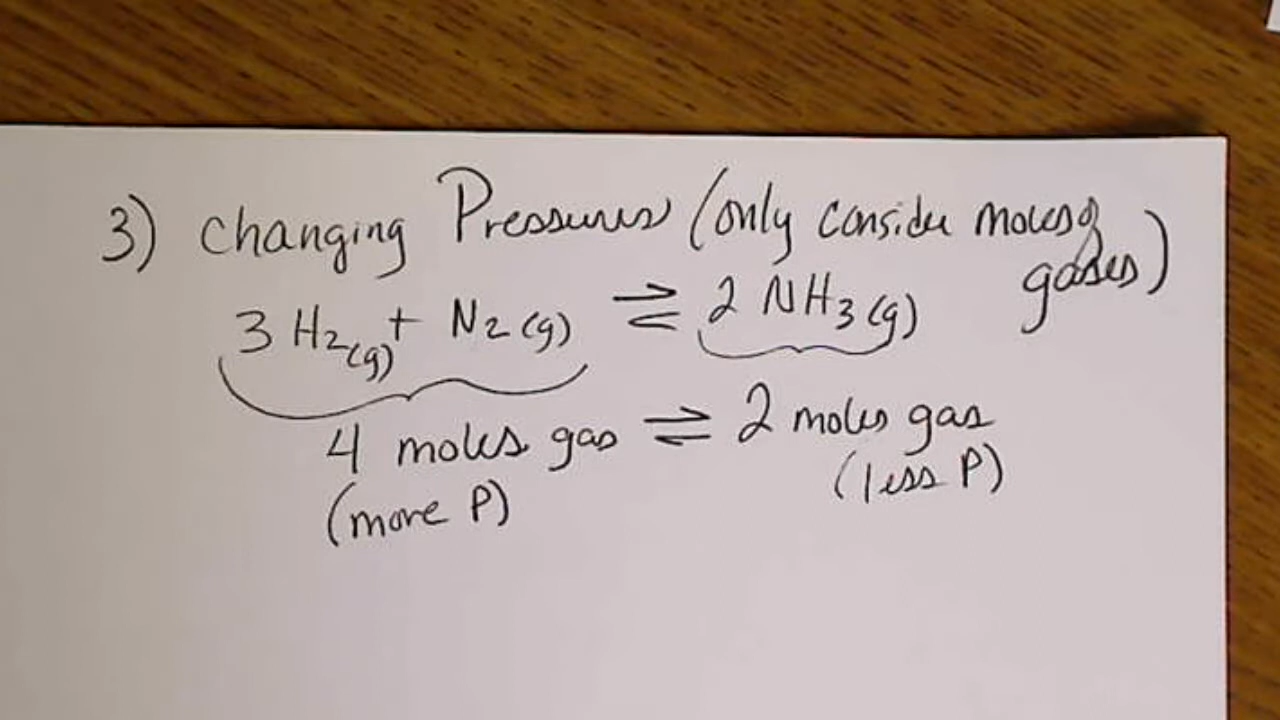 3) Changing Pressures (only consider moles of gases)
3 H2(g) + N2(g) ⇌ 2 NH3(g)
4 moles gas ⇌ 2 moles gas
(more P) (less P)